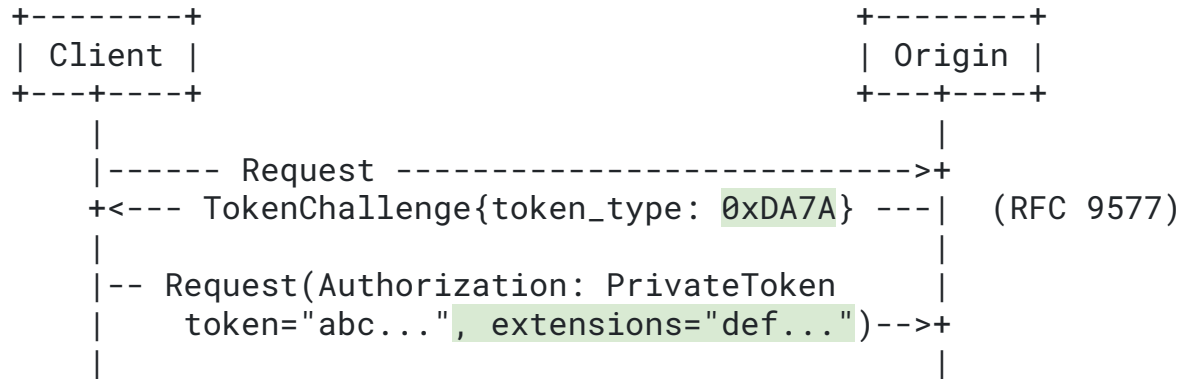 +--------+                                  +--------+
| Client |                                  | Origin |
+---+----+                                  +---+----+
    |                                           |
    |------ Request --------------------------->+
    +<--- TokenChallenge{token_type: 0xDA7A} ---|  (RFC 9577)
    |                                           |
    |-- Request(Authorization: PrivateToken     |
    |    token="abc...", extensions="def...")-->+
    |                                           |